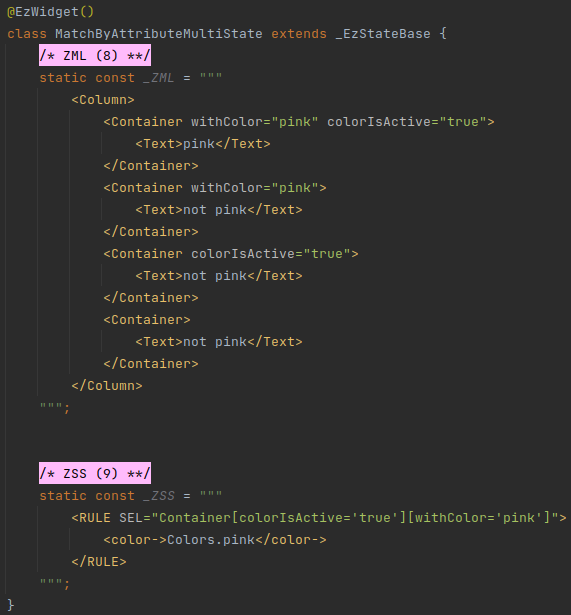 @EzWidget()
class MatchByAttributeMultiState extends _EzStateBase {
/* ZML (8) **/
static const _ZML = """
<Column>
<Container withColor="pink" colorIsActive="true">
<Text>pink</Text>
</Container>
<Container withColor="pink">
<Text>not pink</Text>
</Container>
<Container colorIsActive="true">
<Text>not pink</Text>
</Container>
<Container>
<Text>not pink</Text>
</Container>
</Column>
""";
/* ZSS (9) **/
static const _ZSS = """
<RULE SEL="Container[colorIsActive='true'][withColor='pink']">
<color->Colors.pink</color->
</RULE>
""";
}